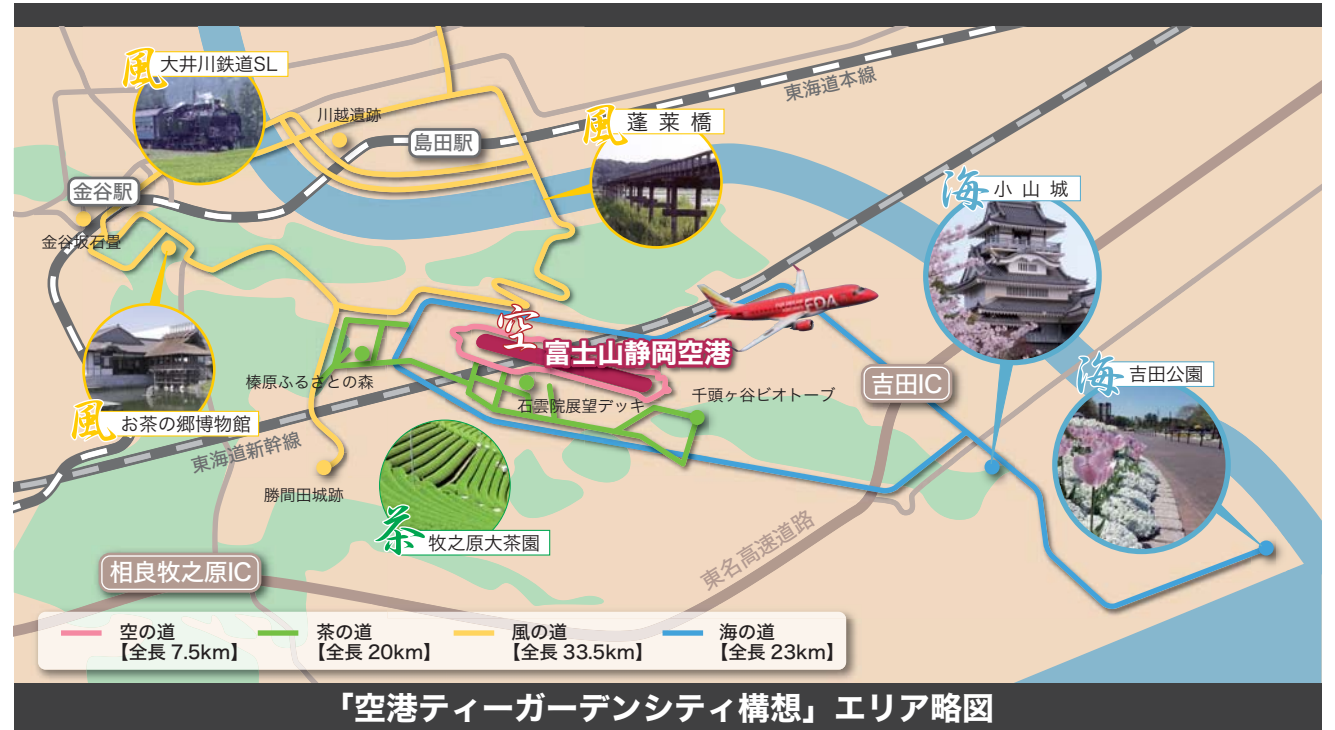 風 大井川鉄道SL
川越遺跡
島田駅
風 蓬莱橋
東海道本線
金谷駅
金谷坂石畳
海 小山城
空 富士山静岡空港
FDA
海 吉田公園
吉田IC
榛原ふるさとの森
石雲院展望デッキ
千頭ヶ谷ビオトープ
風 お茶の郷博物館
東海道新幹線
勝間田城跡
茶 牧之原大茶園
東名高速道路
相良牧之原IC
空の道
【全長 7.5km】
茶の道
【全長 20km】
風の道
【全長 33.5km】
海の道
【全長 23km】
「空港ティーガーデンシティ構想」エリア略図